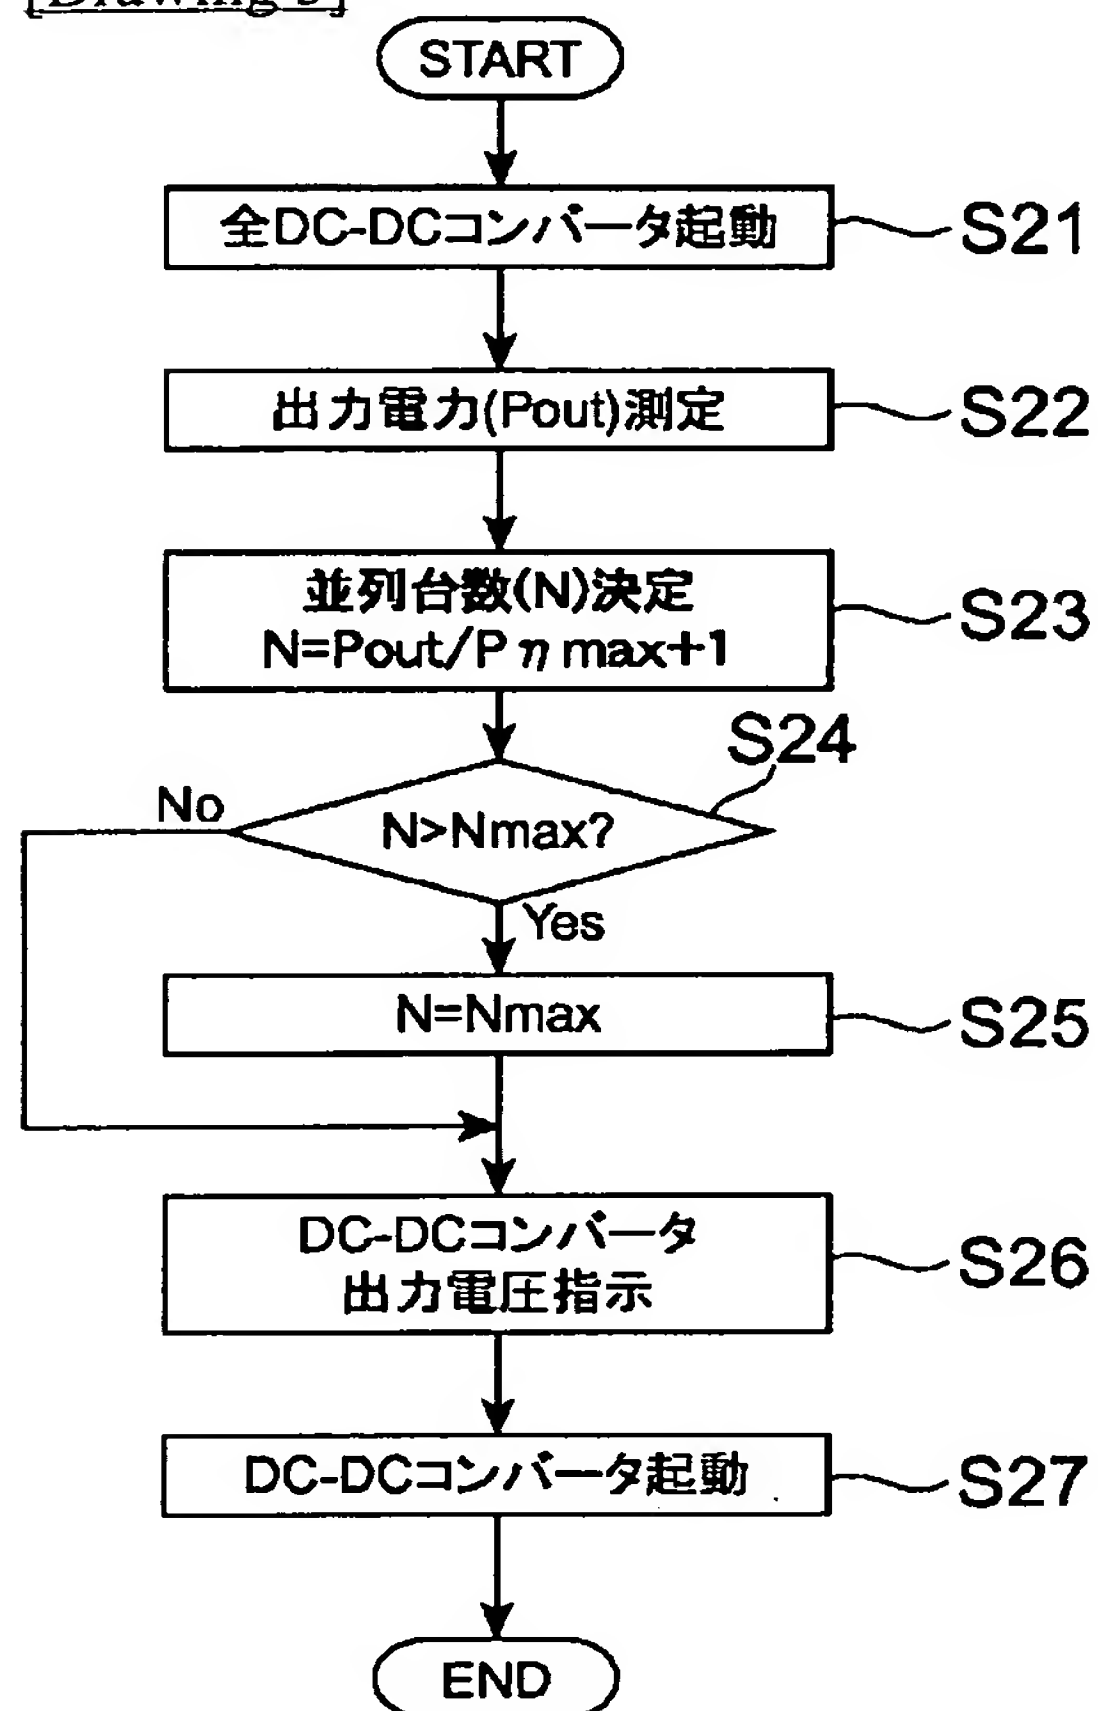 START
全DC-DCコンバータ起動
S21
出力電力(Pout)測定
S22
並列台数(N)決定
N=Pout/Pηmax+1
S23
S24
No
N>Nmax?
Yes
N=Nmax
S25
DC-DCコンバータ
出力電圧指示
S26
DC-DCコンバータ起動
S27
END